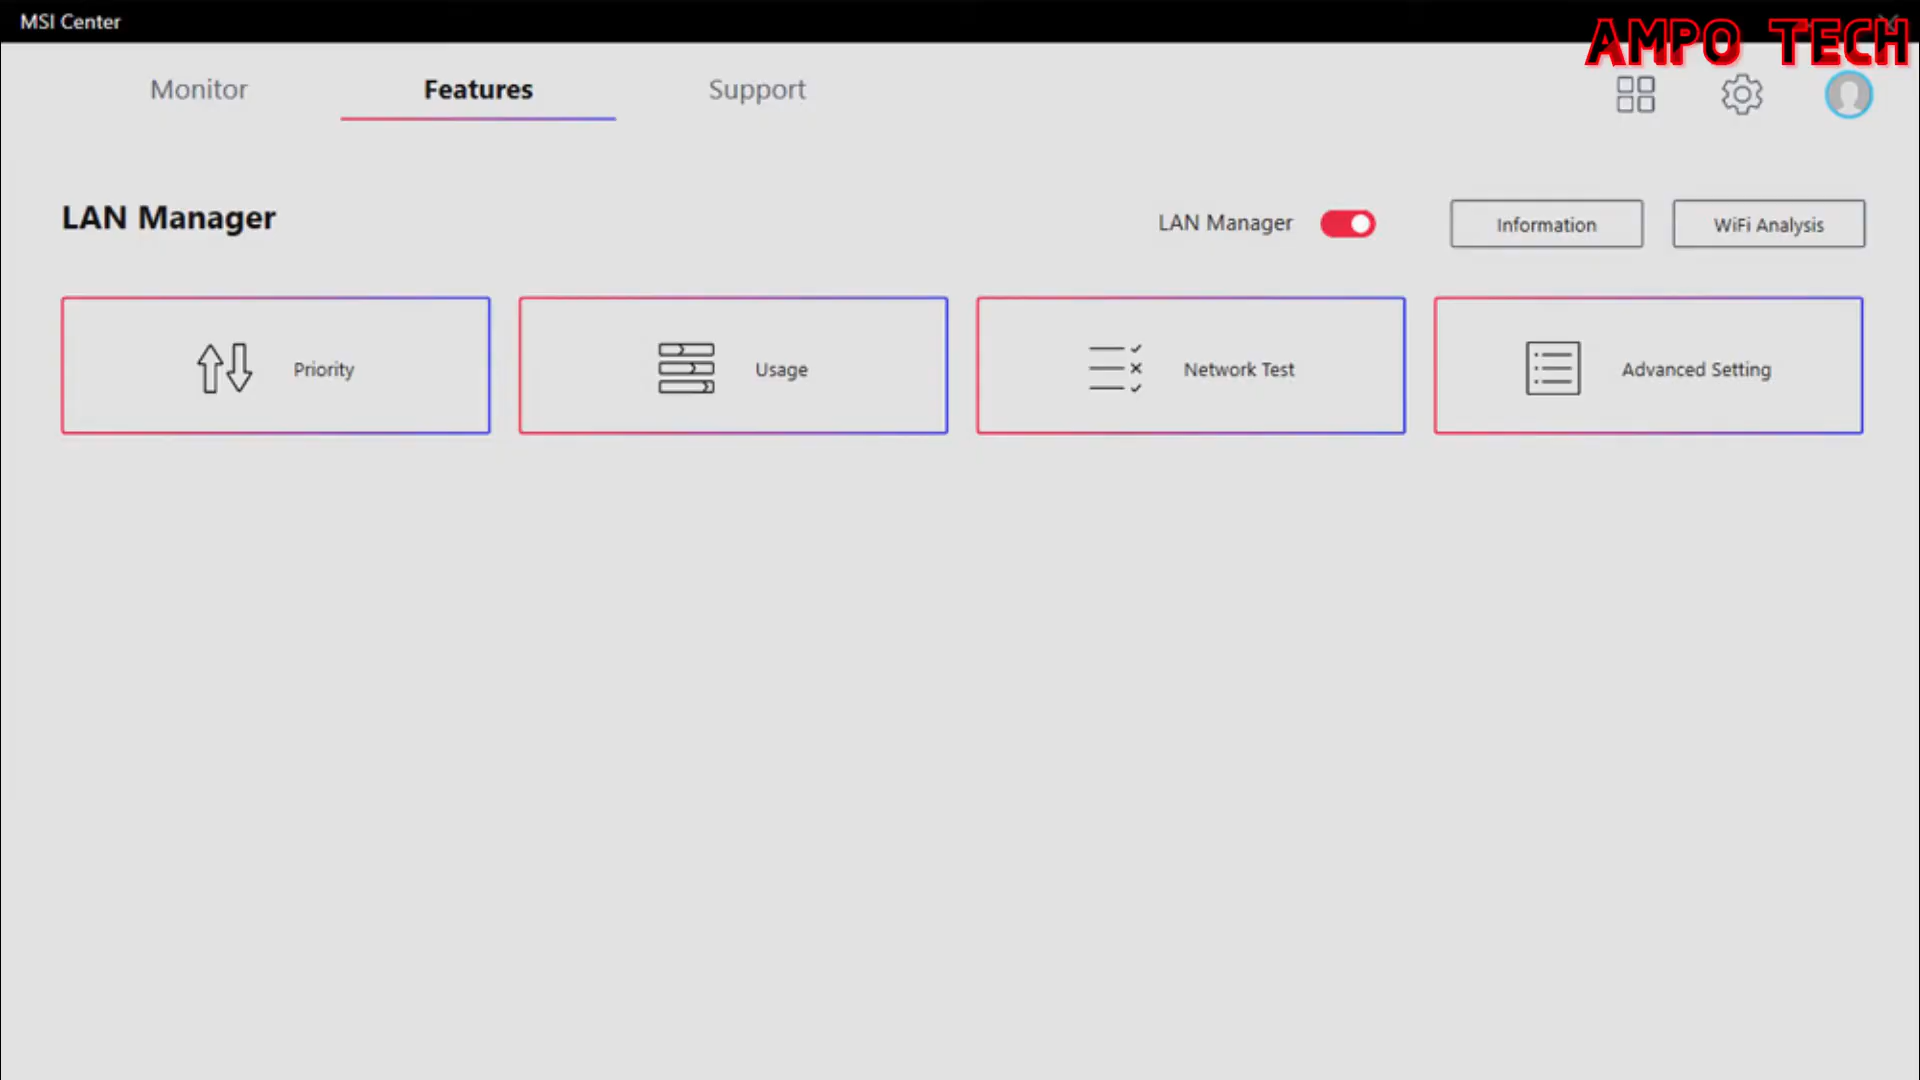 MSI Center
AMPO TECH
Monitor
Features
Support
LAN Manager
LAN Manager
Information
WiFi Analysis
Priority
Usage
Network Test
Advanced Setting